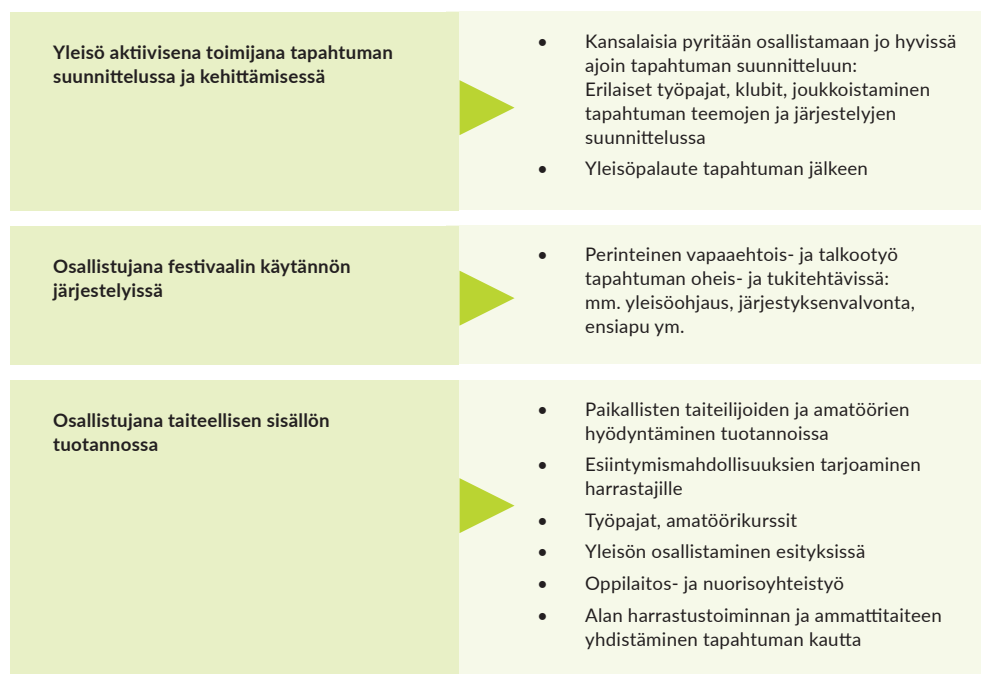 Yleisö aktiivisena toimijana tapahtuman
suunnittelussa ja kehittämisessä
• Kansalaisia pyritään osallistamaan jo hyvissä
ajoin tapahtuman suunnitteluun:
Erilaiset työpajat, klubit, joukkoistaminen
tapahtuman teemojen ja järjestelyjen
suunnittelussa
• Yleisöpalaute tapahtuman jälkeen
Osallistujana festivaalin käytännön
järjestelyissä
• Perinteinen vapaaehtois- ja talkootyö
tapahtuman oheis- ja tukitehtävissä:
mm. yleisöohjaus, järjestyksenvalvonta,
ensiapu ym.
Osallistujana taiteellisen sisällön
tuotannossa
• Paikallisten taiteilijoiden ja amatöörien
hyödyntäminen tuotannoissa
• Esiintymismahdollisuuksien tarjoaminen
harrastajille
• Työpajat, amatöörikurssit
• Yleisön osallistaminen esityksissä
• Oppilaitos- ja nuorisoyhteistyö
• Alan harrastustoiminnan ja ammattitaiteen
yhdistäminen tapahtuman kautta